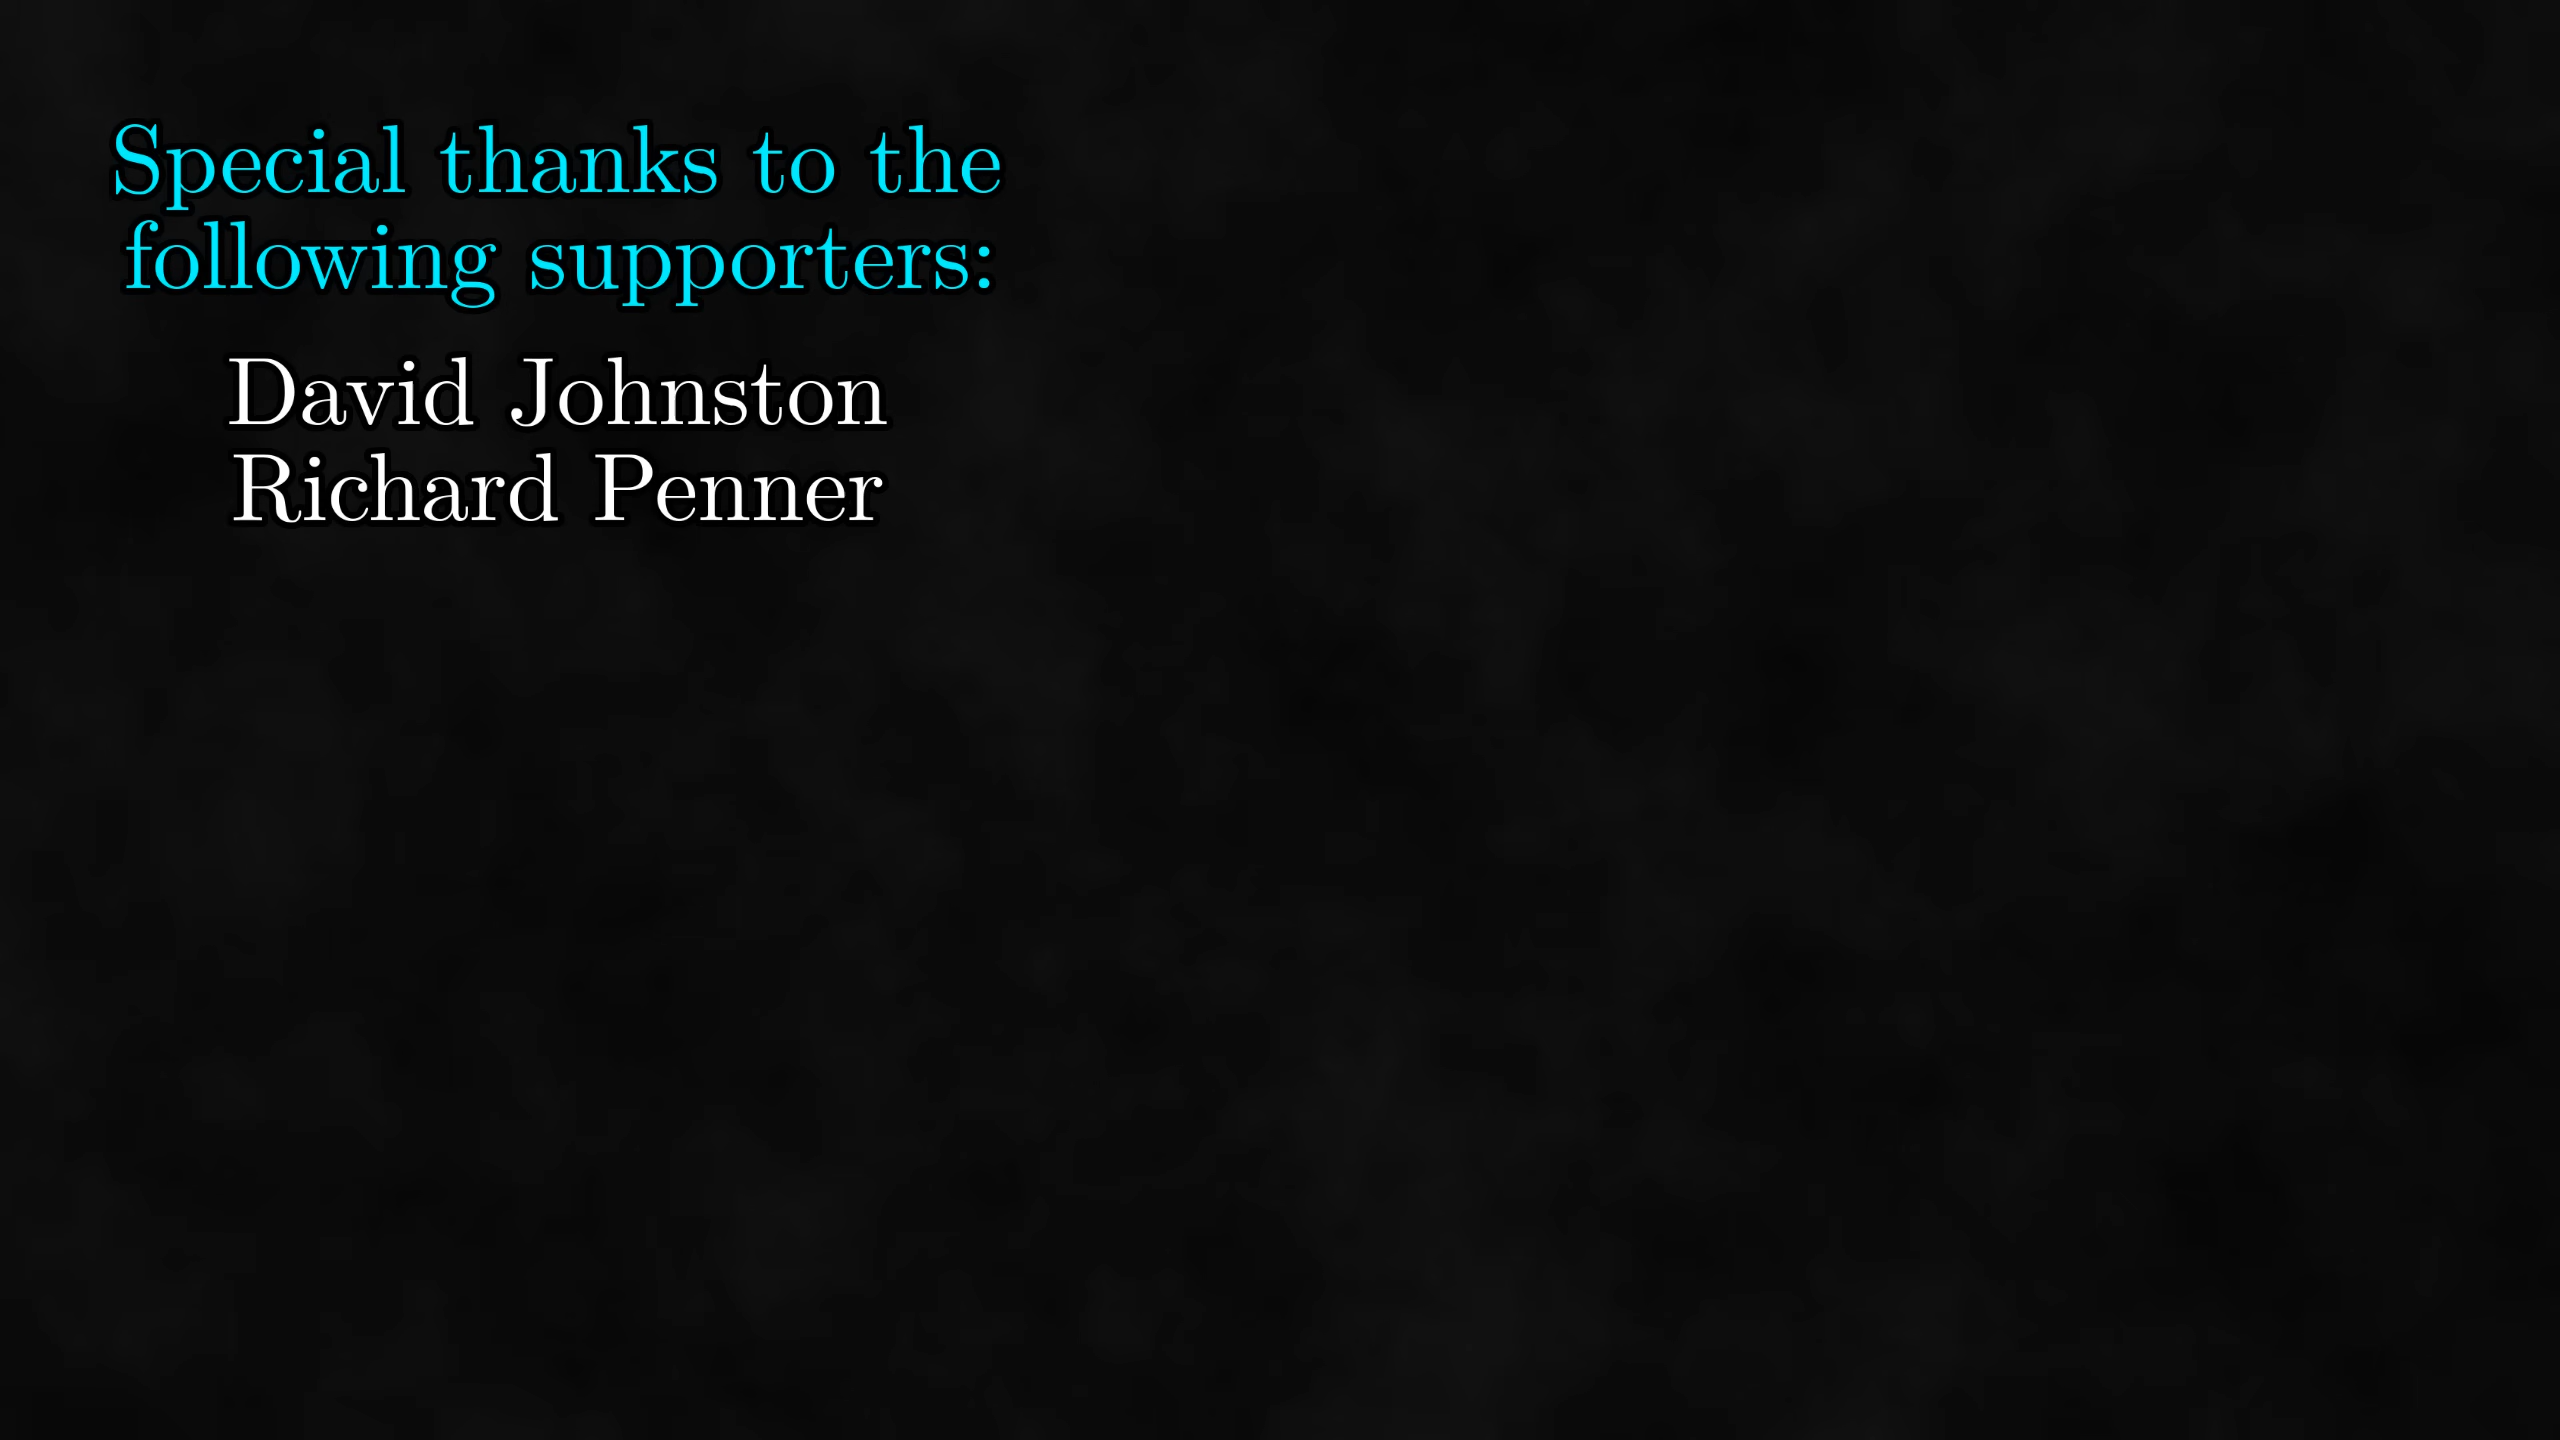 Special thanks to the
following supporters:
David Johnston
Richard Penner